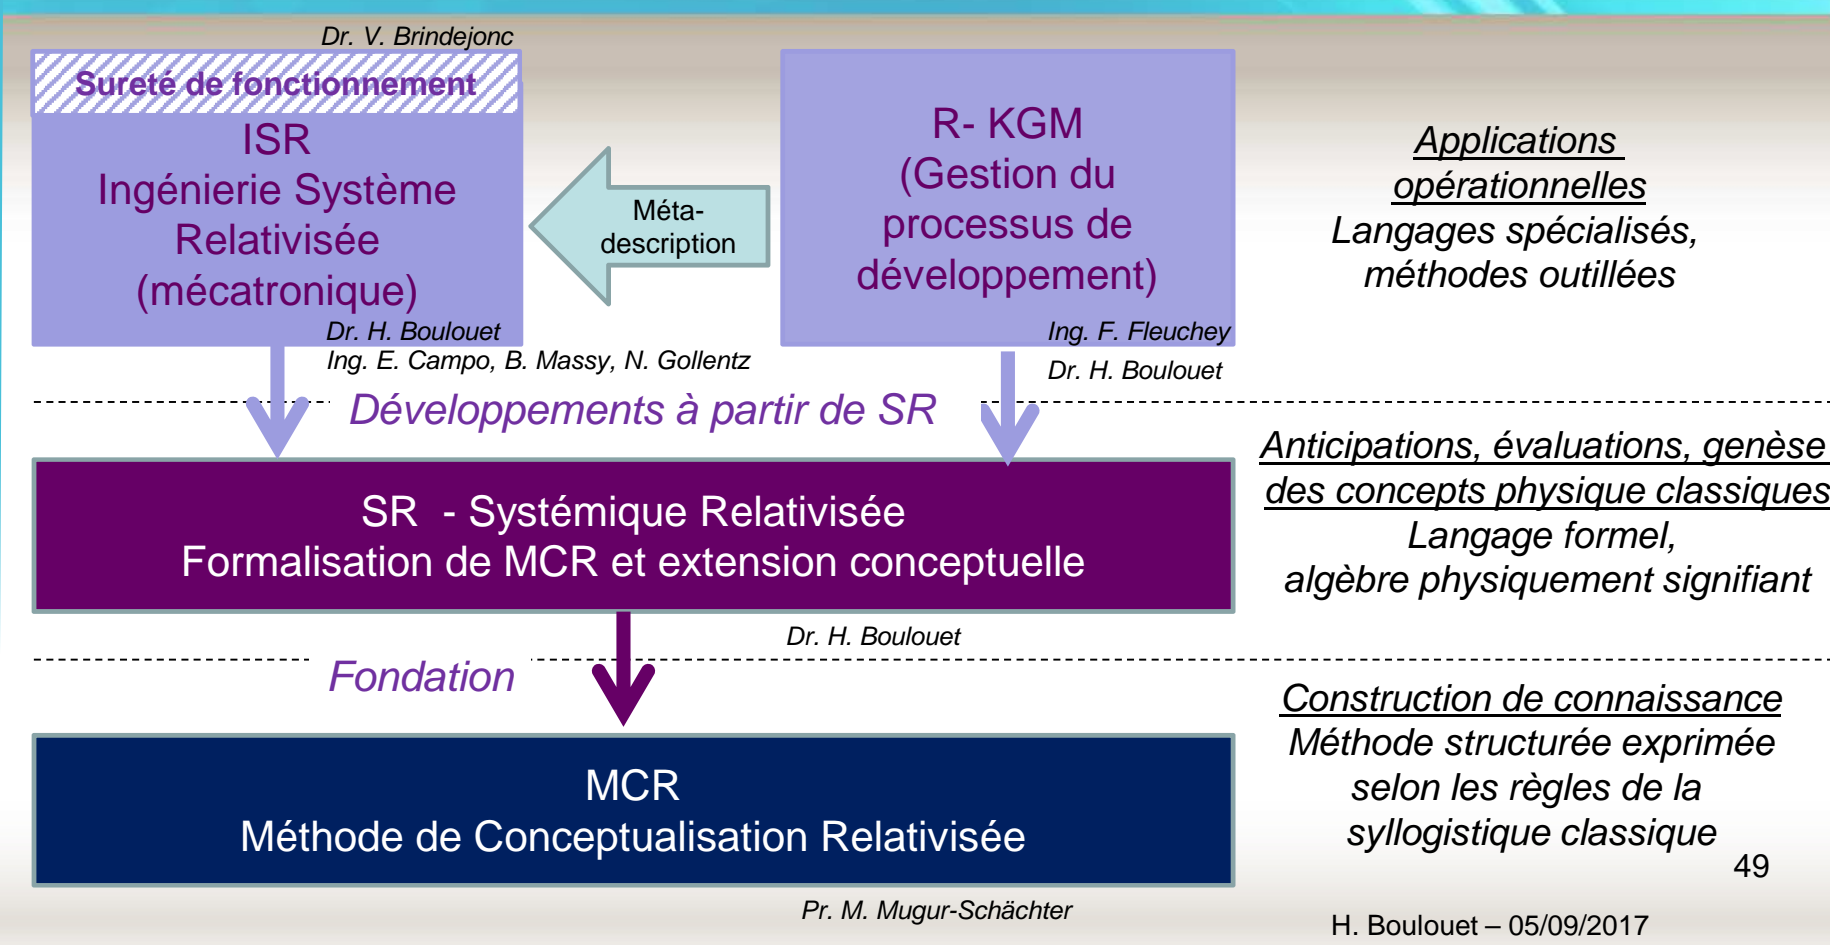 Dr. V. Brindejonc
Sureté de fonctionnement
ISR
Ingénierie Système
Relativisée
(mécatronique)
Dr. H. Boulouet
Ing. E. Campo, B. Massy, N. Gollentz
Méta-
description
R- KGM
(Gestion du
processus de
développement)
Ing. F. Fleuchey
Dr. H. Boulouet
Applications
opérationnelles
Langages spécialisés,
méthodes outillées
Développements à partir de SR
SR - Systémique Relativisée
Formalisation de MCR et extension conceptuelle
Dr. H. Boulouet
Anticipations, évaluations, genèse
des concepts physique classiques
Langage formel,
algèbre physiquement signifiant
Fondation
MCR
Méthode de Conceptualisation Relativisée
Pr. M. Mugur-Schächter
Construction de connaissance
Méthode structurée exprimée
selon les règles de la
syllogistique classique
49
H. Boulouet – 05/09/2017